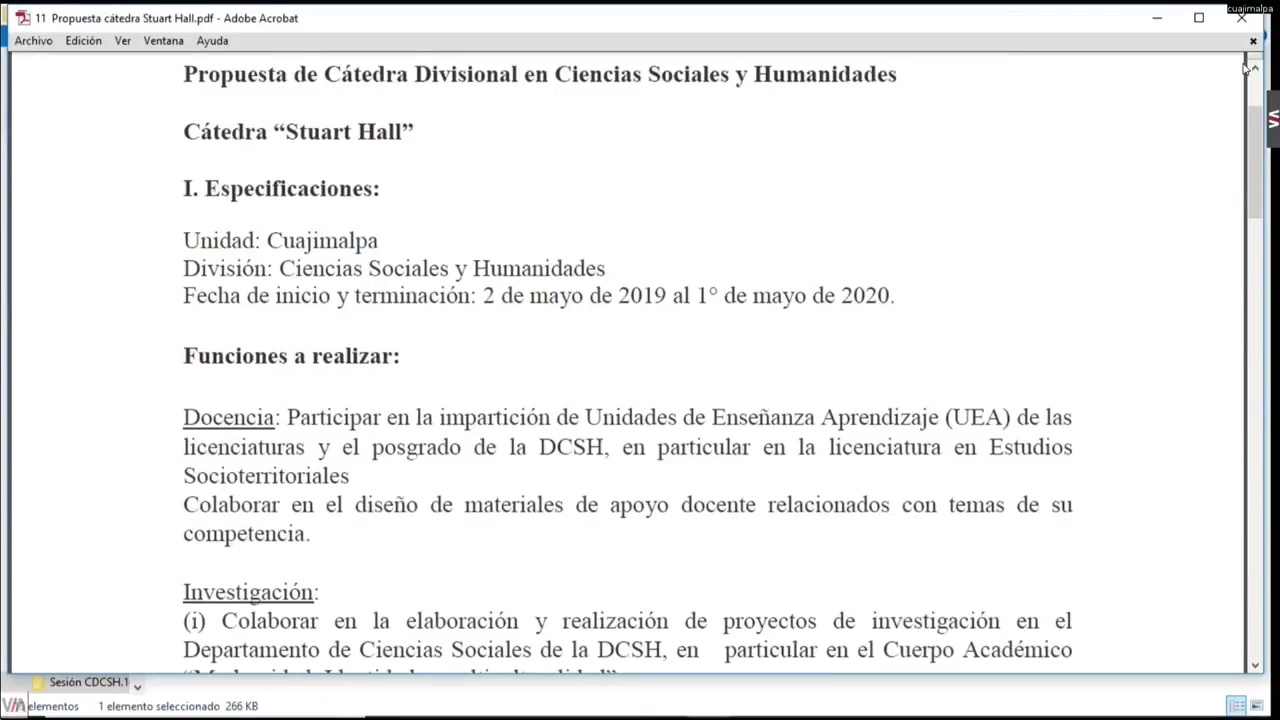 cuajimalpa
11 Propuesta cátedra Stuart Hall.pdf - Adobe Acrobat
Archivo Edición Ver Ventana Ayuda
Propuesta de Cátedra Divisional en Ciencias Sociales y Humanidades
Cátedra “Stuart Hall”
I. Especificaciones:
Unidad: Cuajimalpa
División: Ciencias Sociales y Humanidades
Fecha de inicio y terminación: 2 de mayo de 2019 al 1° de mayo de 2020.
Funciones a realizar:
Docencia: Participar en la impartición de Unidades de Enseñanza Aprendizaje (UEA) de las
licenciaturas y el posgrado de la DCSH, en particular en la licenciatura en Estudios
Socioterritoriales
Colaborar en el diseño de materiales de apoyo docente relacionados con temas de su
competencia.
Investigación:
(i) Colaborar en la elaboración y realización de proyectos de investigación en el
Departamento de Ciencias Sociales de la DCSH, en particular en el Cuerpo Académico
Sesión CDCSH.1
elementos 1 elemento seleccionado 266 KB